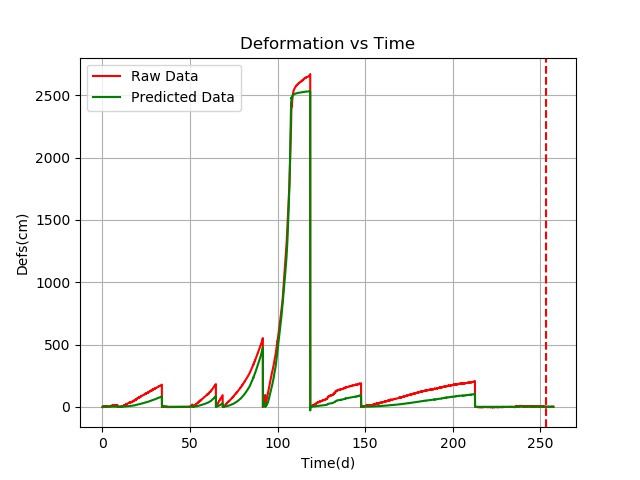 Deformation vs Time
Raw Data
Predicted Data
Defs(cm)
2500
2000
1500
1000
500
0
0 50 100 150 200 250
Time(d)